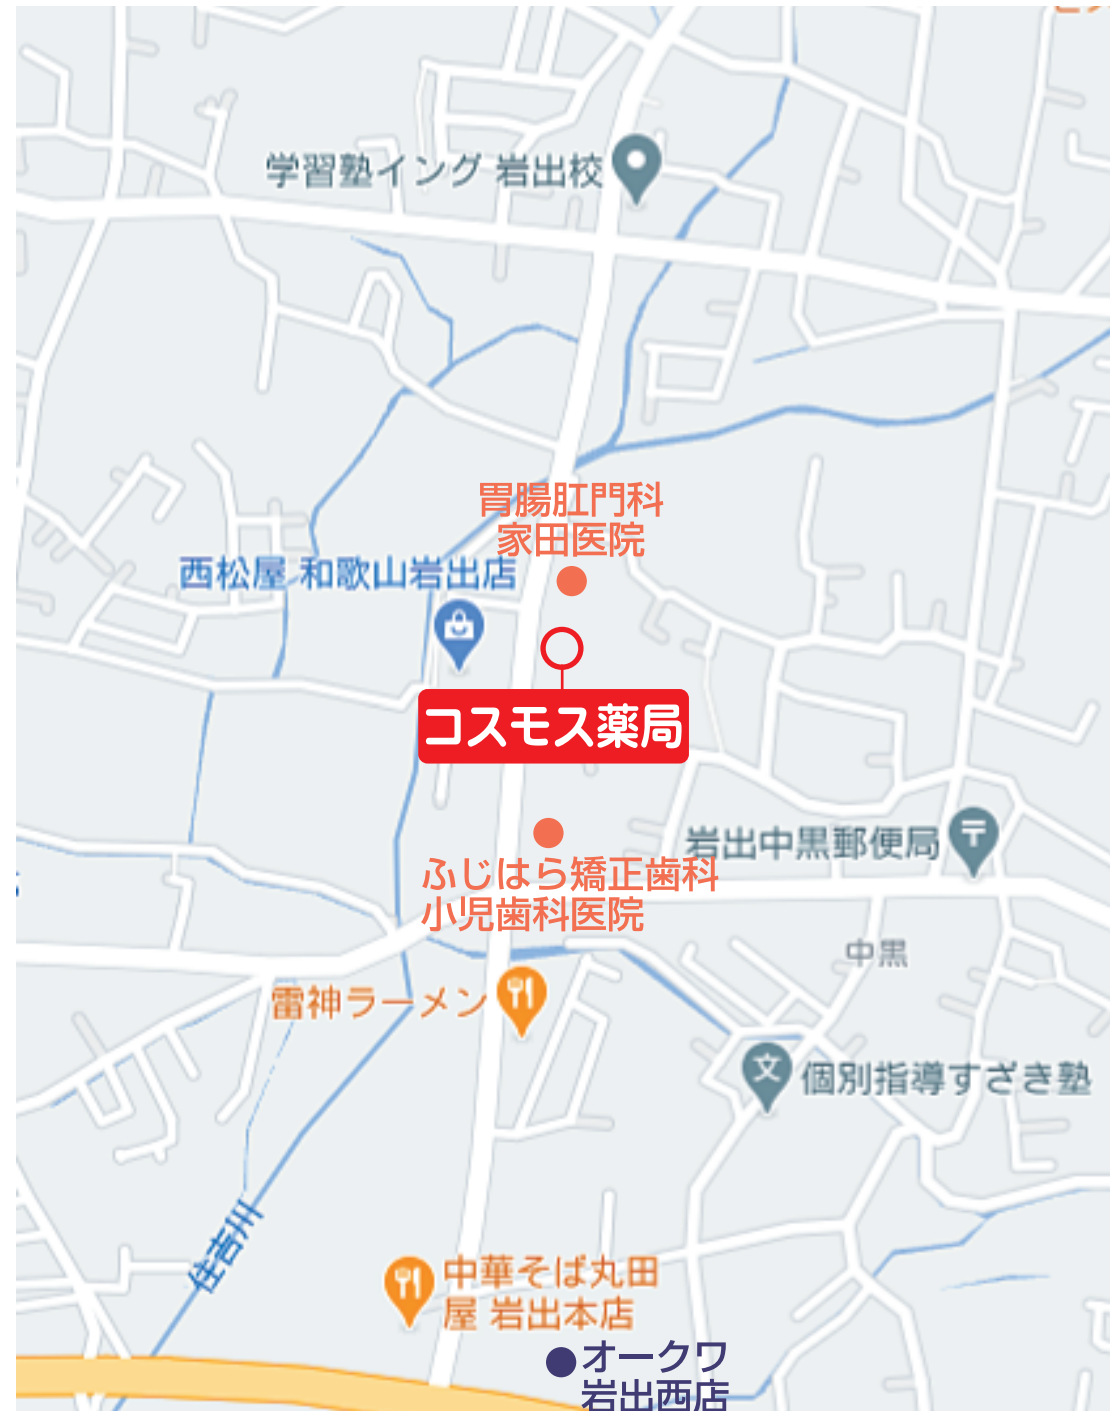 学習塾イング 岩出校
胃腸肛門科
家田医院
西松屋 和歌山岩出店
コスモス薬局
岩出中黒郵便局
ふじはら矯正歯科
小児歯科医院
中黒
雷神ラーメン
個別指導すざき塾
住吉川
中華そば丸田
屋 岩出本店
オークワ
岩出西店